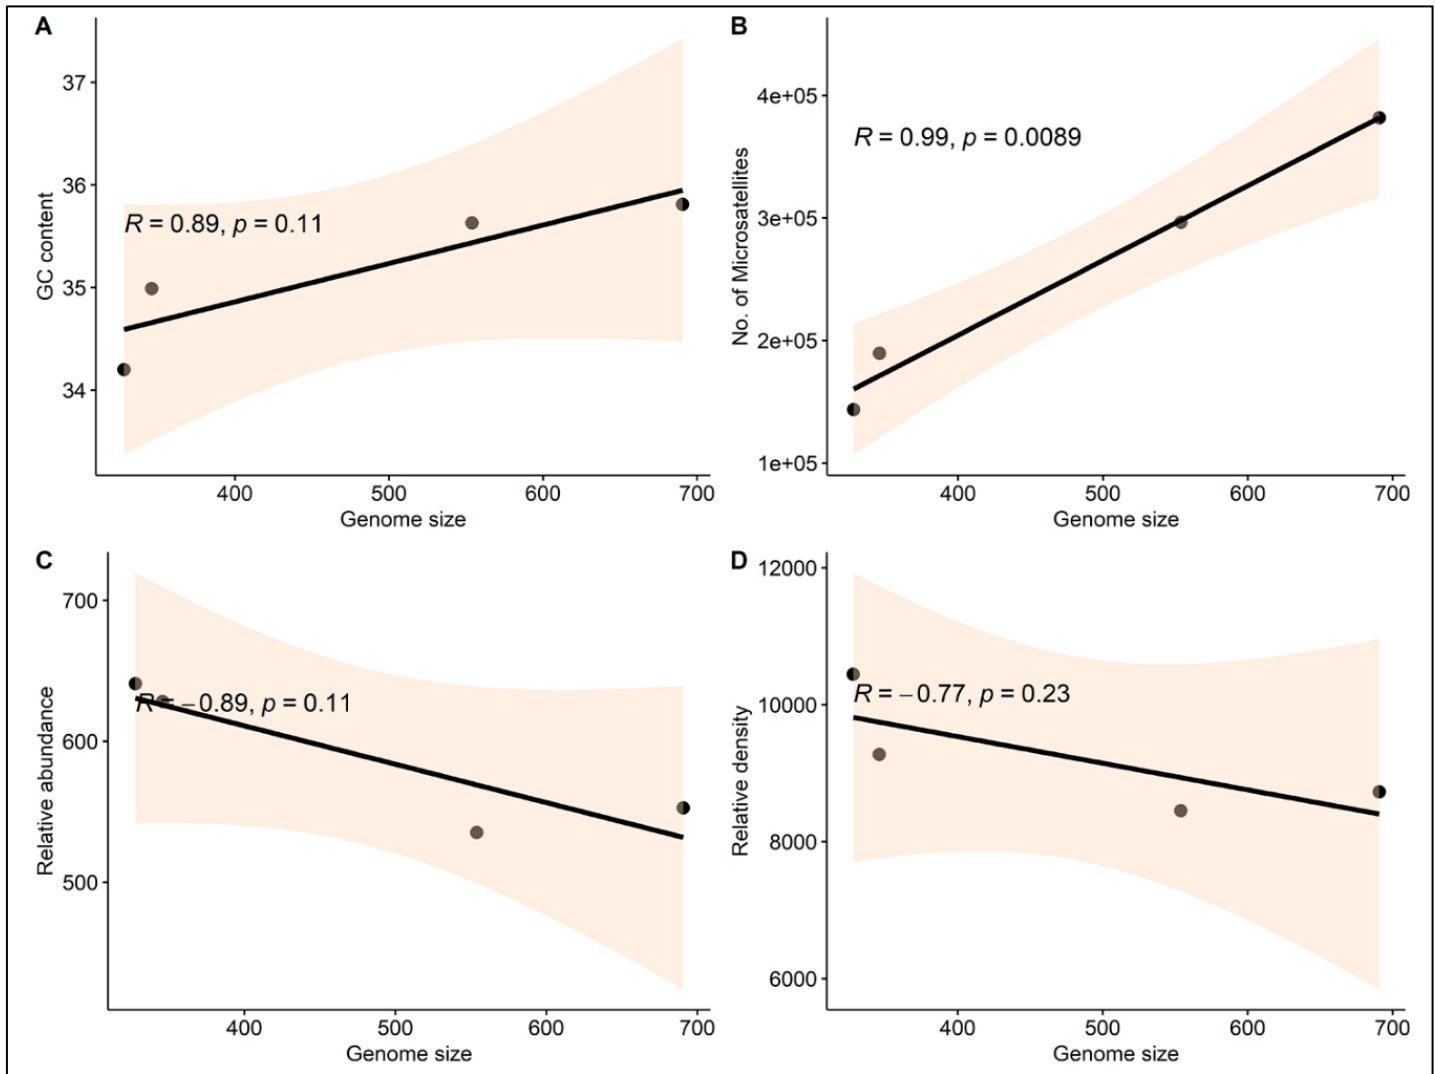 A
37
36
35
34
GC content
R = 0.89, p = 0.11
400 500 600 700
Genome size
B
4e+05
3e+05
2e+05
1e+05
No. of Microsatellites
R = 0.99, p = 0.0089
400 500 600 700
Genome size
C
700
600
500
Relative abundance
R = −0.89, p = 0.11
400 500 600 700
Genome size
D
12000
10000
8000
6000
Relative density
R = −0.77, p = 0.23
400 500 600 700
Genome size